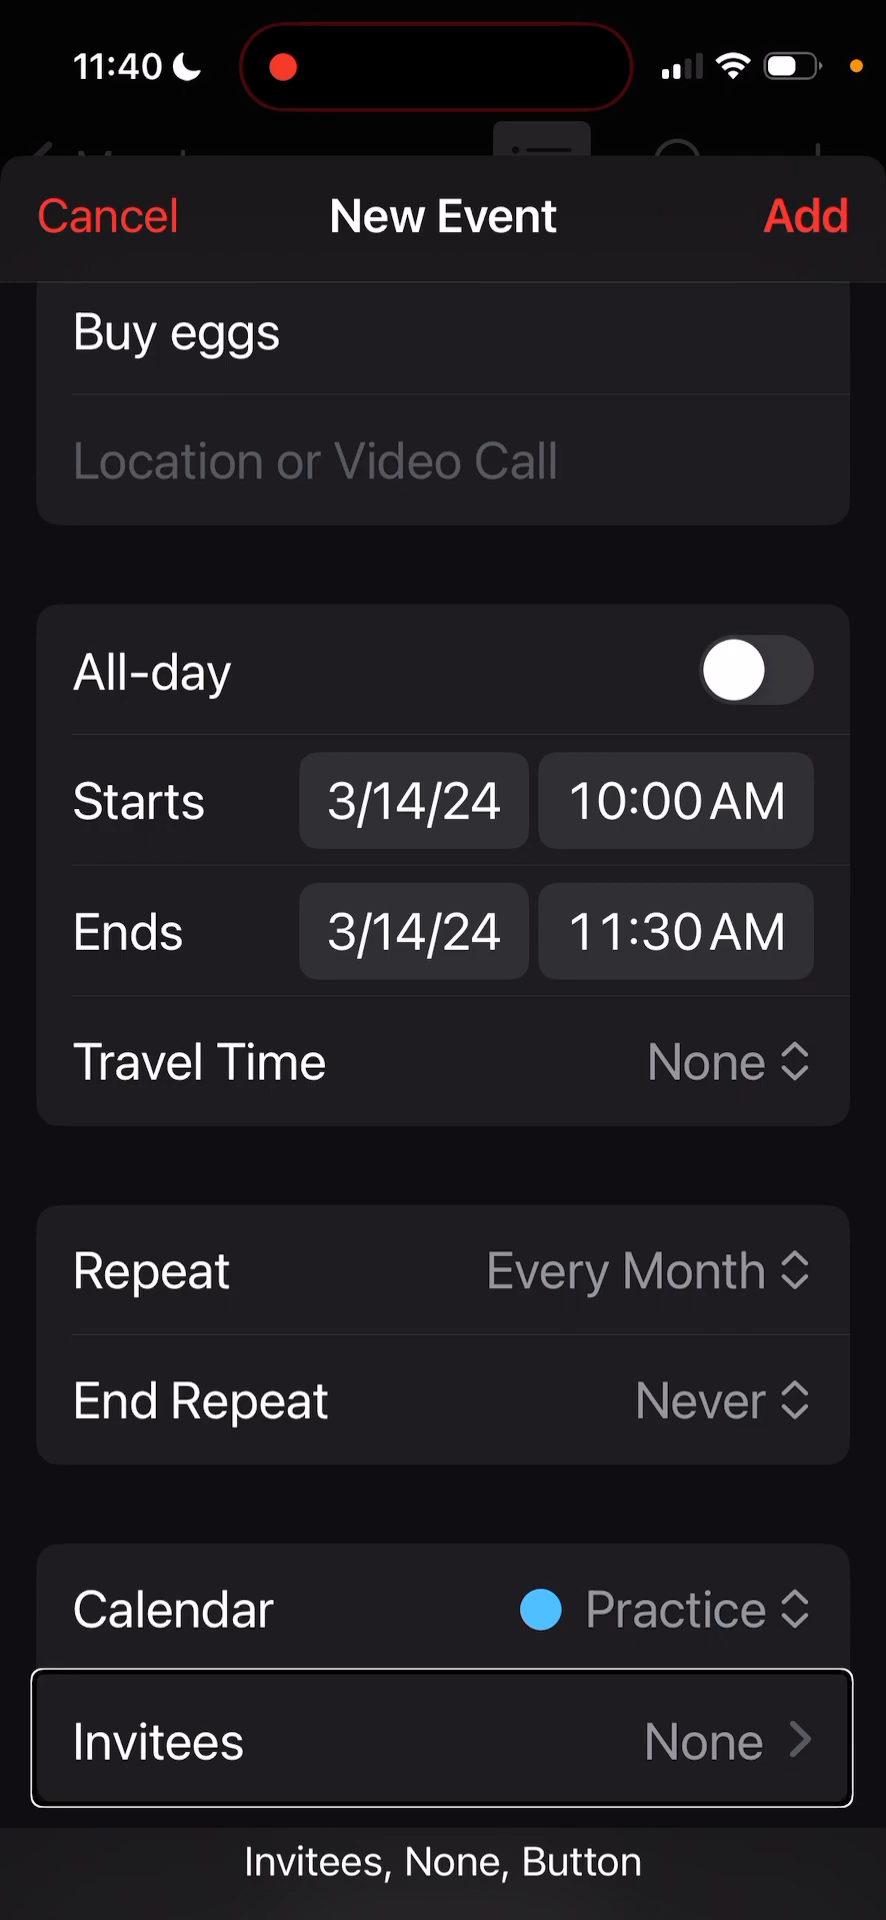 11:40
Cancel New Event Add
Buy eggs
Location or Video Call
All-day
Starts 3/14/24 10:00 AM
Ends 3/14/24 11:30 AM
Travel Time None
Repeat Every Month
End Repeat Never
Calendar Practice
Invitees None
Invitees, None, Button